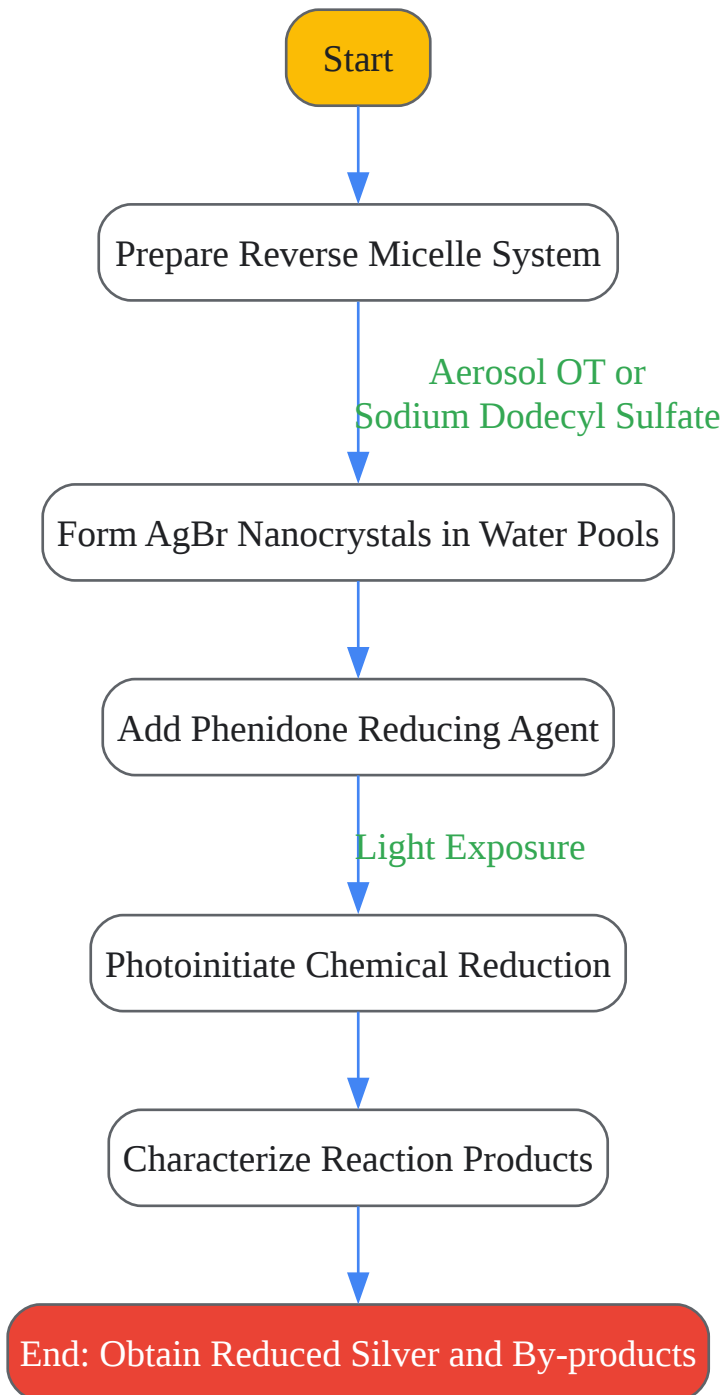 Start
Prepare Reverse Micelle System
Aerosol OT or
Sodium Dodecyl Sulfate
Form AgBr Nanocrystals in Water Pools
Add Phenidone Reducing Agent
Light Exposure
Photoinitiate Chemical Reduction
Characterize Reaction Products
End: Obtain Reduced Silver and By-products